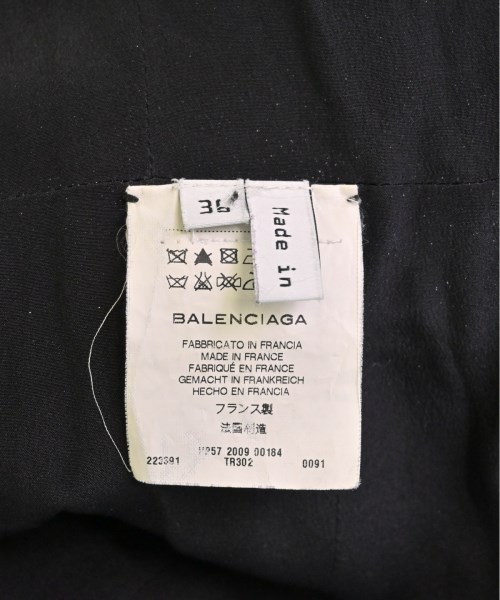 36
Made in
BALENCIAGA
FABBRICATO IN FRANCIA
MADE IN FRANCE
FABRIQUÉ EN FRANCE
GEMACHT IN FRANKREICH
HECHO EN FRANCIA
フランス製
法国制造
2009 00184
223391 TR302 0091